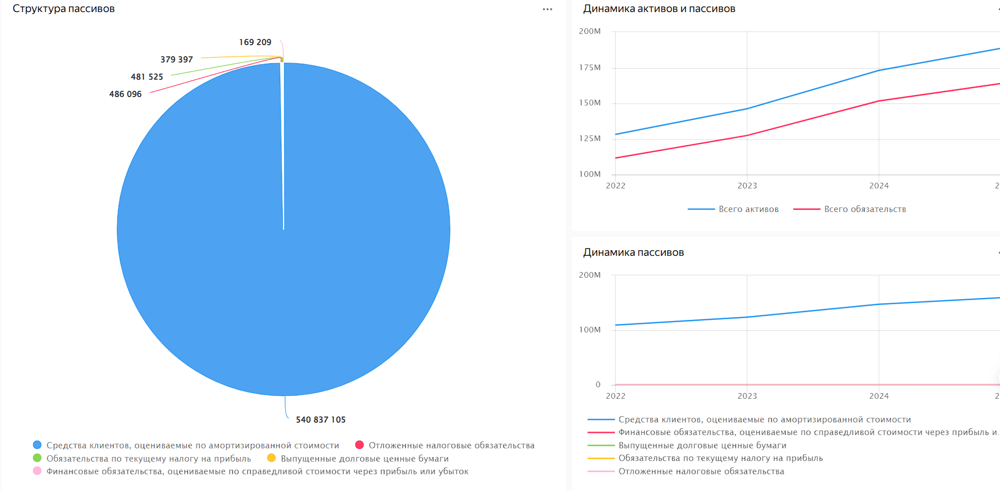 Структура пассивов
169 209
379 397
481 525
486 096
540 837 105
Средства клиентов, оцениваемые по амортизированной стоимости
Отложенные налоговые обязательства
Обязательства по текущему налогу на прибыль
Выпущенные долговые ценные бумаги
Финансовые обязательства, оцениваемые по справедливой стоимости через прибыль или убыток
Динамика активов и пассивов
200M
175M
150M
125M
100M
2022 2023 2024 2
Всего активов Всего обязательств
Динамика пассивов
200M
100M
0
2022 2023 2024 2
Средства клиентов, оцениваемые по амортизированной стоимости
Финансовые обязательства, оцениваемые по справедливой стоимости через прибыль и.
Выпущенные долговые ценные бумаги
Обязательства по текущему налогу на прибыль
Отложенные налоговые обязательства